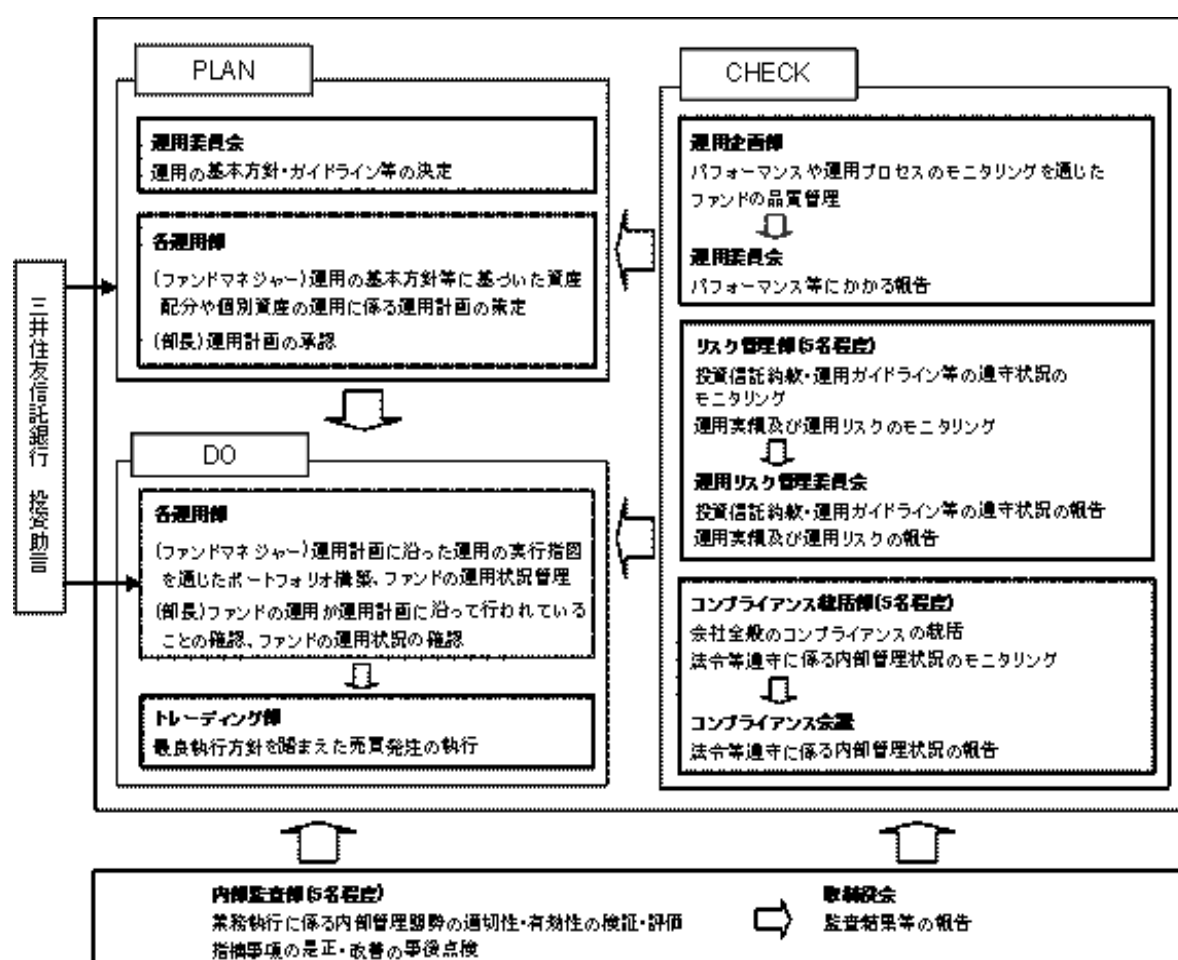 PLAN
運用委員会
運用の基本方針・ガイドライン等の決定
各運用部
(ファンドマネジャー)運用の基本方針等に基づいた資産
配分や個別資産の運用に係る運用計画の策定
(部長)運用計画の承認
DO
各運用部
(ファンドマネジャー)運用計画に沿った運用の実行指図
を通じたポートフォリオ構築、ファンドの運用状況管理
(部長)ファンドの運用が運用計画に沿って行われている
ことの確認、ファンドの運用状況の確認
トレーディング部
最良執行方針を踏まえた売買発注の執行
三井住友信託銀行 投資助言
CHECK
運用企画部
パフォーマンスや運用プロセスのモニタリングを通じた
ファンドの品質管理
運用委員会
パフォーマンス等にかかる報告
リスク管理部(5名程度)
投資信託約款・運用ガイドライン等の遵守状況の
モニタリング
運用実績及び運用リスクのモニタリング
運用リスク管理委員会
投資信託約款・運用ガイドライン等の遵守状況の報告
運用実績及び運用リスクの報告
コンプライアンス統括部(5名程度)
会社全般のコンプライアンスの統括
法令等遵守に係る内部管理状況のモニタリング
コンプライアンス会議
法令等遵守に係る内部管理状況の報告
内部監査部(5名程度)
業務執行に係る内部管理態勢の適切性・有効性の検証・評価
指摘事項の是正・改善の事後点検
取締役会
監査結果等の報告